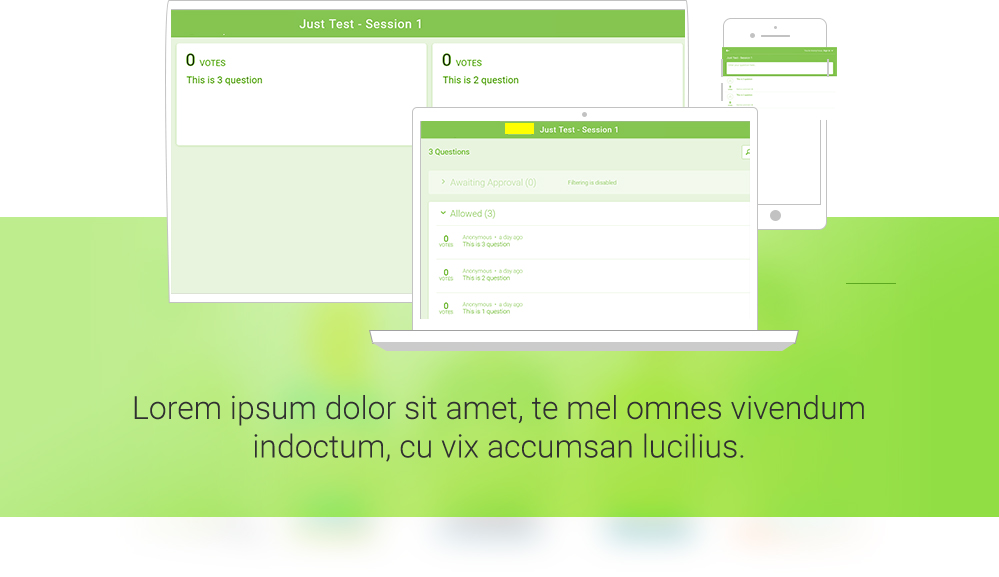 Just Test - Session 1
0 VOTES
This is 3 question
0 VOTES
This is 2 question
Just Test - Session 1
3 Questions
Awaiting Approval (0)
Filtering is disabled
Allowed (3)
0 VOTES
Anonymous • a day ago
This is 3 question
0 VOTES
Anonymous • a day ago
This is 2 question
0 VOTES
Anonymous • a day ago
This is 1 question
Lorem ipsum dolor sit amet, te mel omnes vivendum
indoctum, cu vix accumsan lucilius.